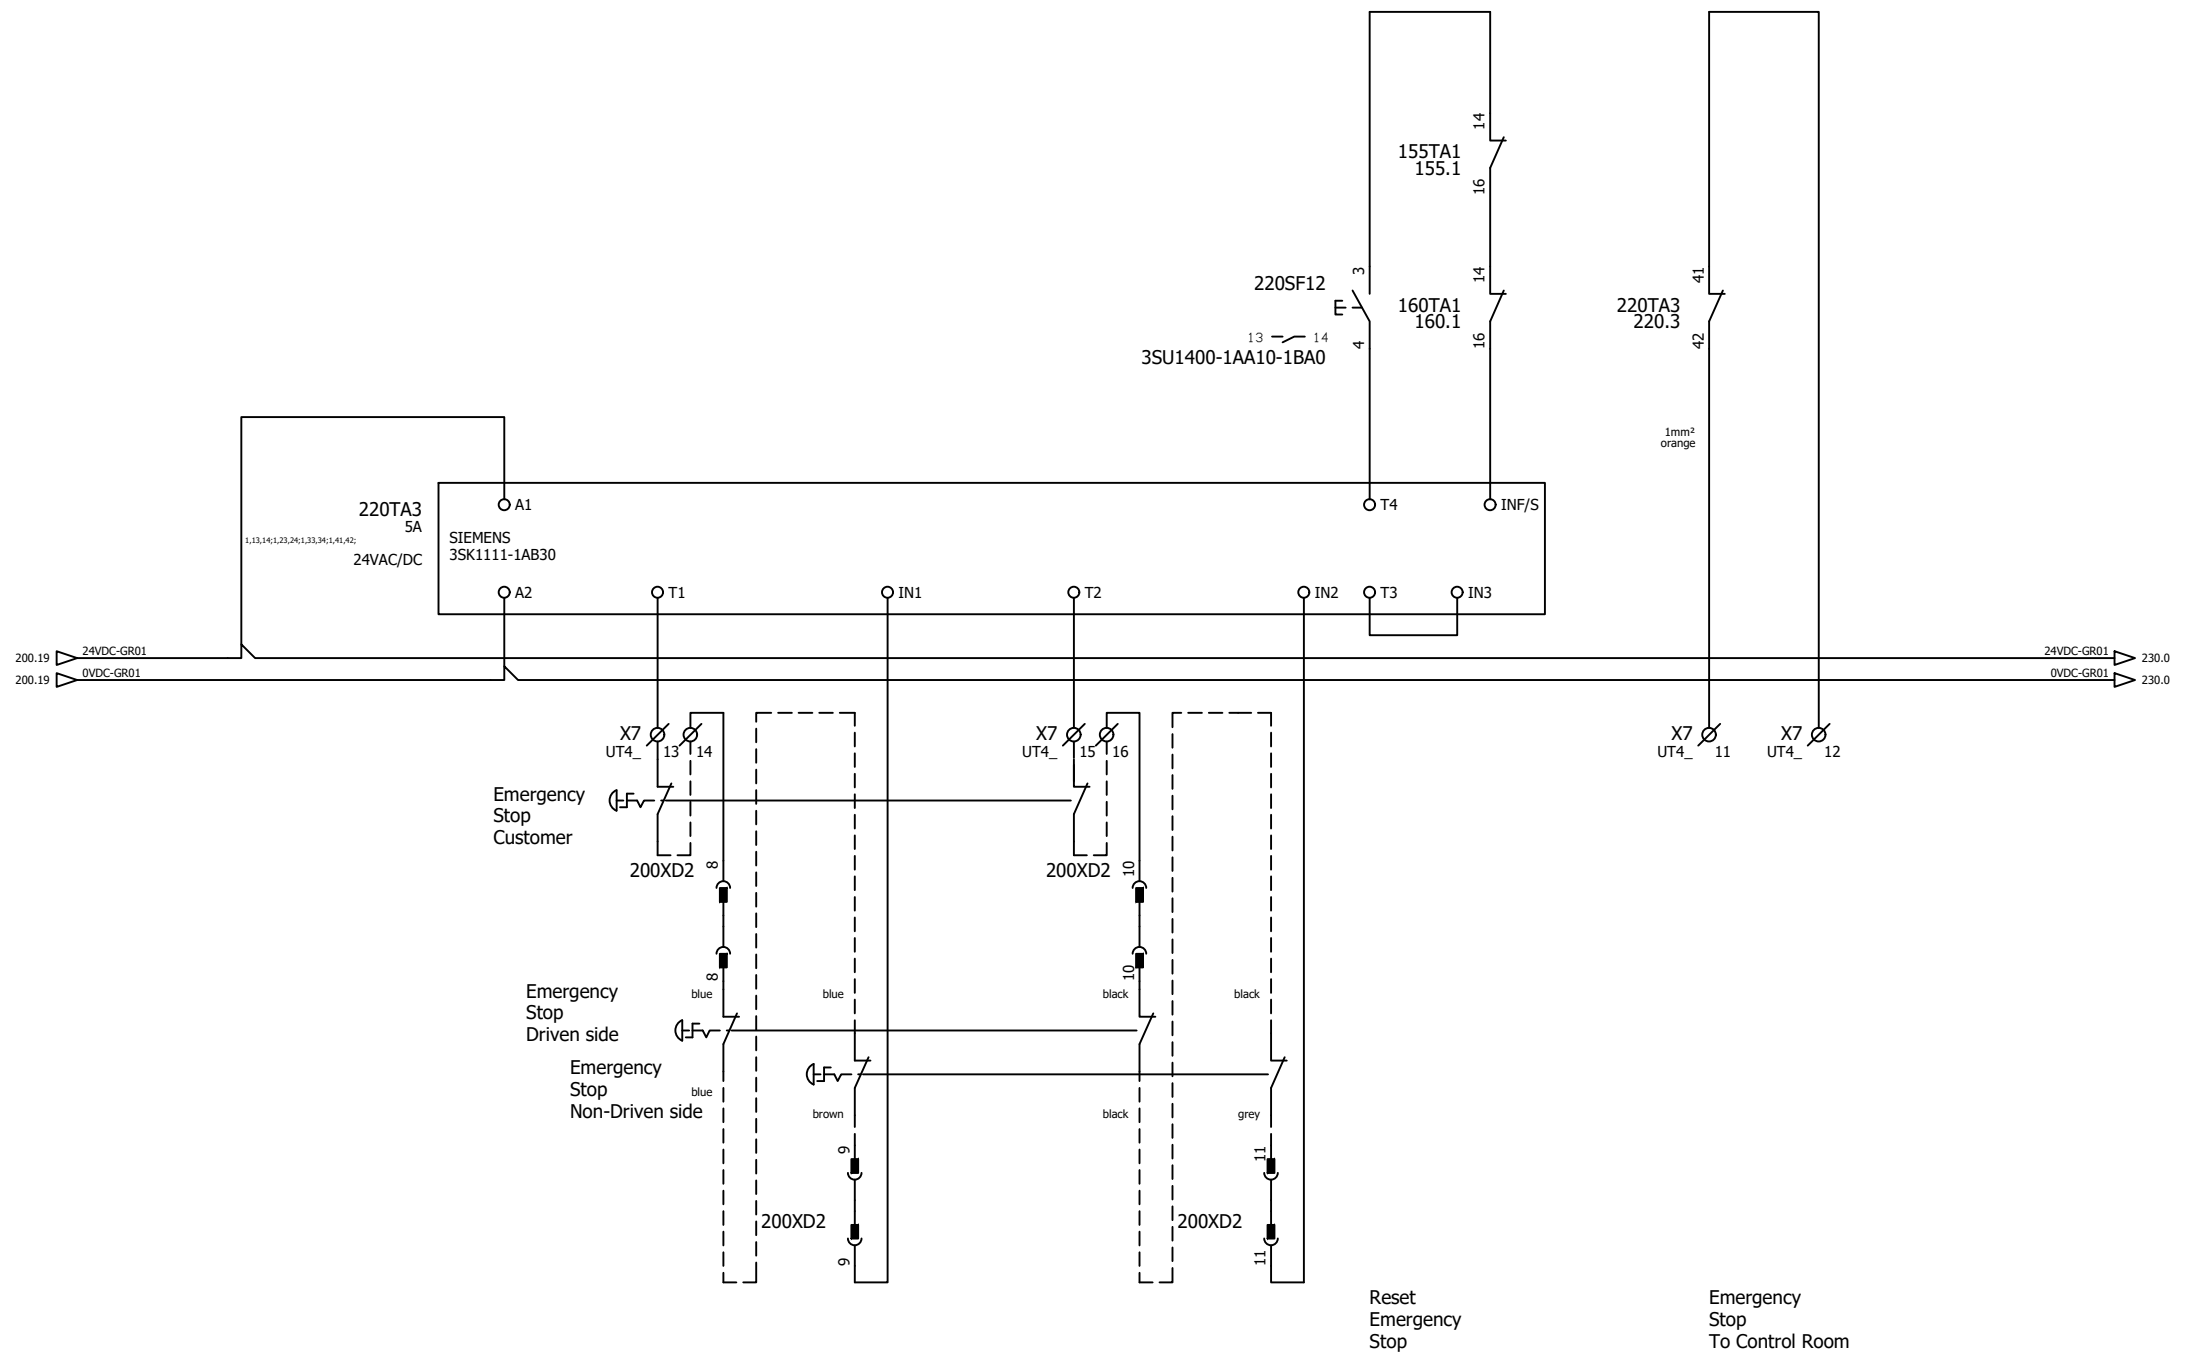 14
155TA1
155.1
16
3
220SF12
14
160TA1
160.1
13
14
4
16
3SU1400-1AA10-1BA0
41
220TA3
220.3
42
1mm²
orange
220TA3
5A
1,13,14;1,23,24;1,33,34;1,41,42;
24VAC/DC
A1
SIEMENS
3SK1111-1AB30
T4
INF/S
A2
T1
IN1
T2
IN2
T3
IN3
200.19
24VDC-GR01
24VDC-GR01
230.0
200.19
0VDC-GR01
0VDC-GR01
230.0
X7
UT4_
13
14
X7
UT4_
15
16
X7
UT4_
11
X7
UT4_
12
Emergency
Stop
Customer
200XD2
8
200XD2
10
8
10
Emergency
Stop
Driven side
blue
blue
black
black
Emergency
Stop
Non-Driven side
blue
brown
black
grey
9
11
200XD2
200XD2
9
11
Reset
Emergency
Stop
Emergency
Stop
To Control Room